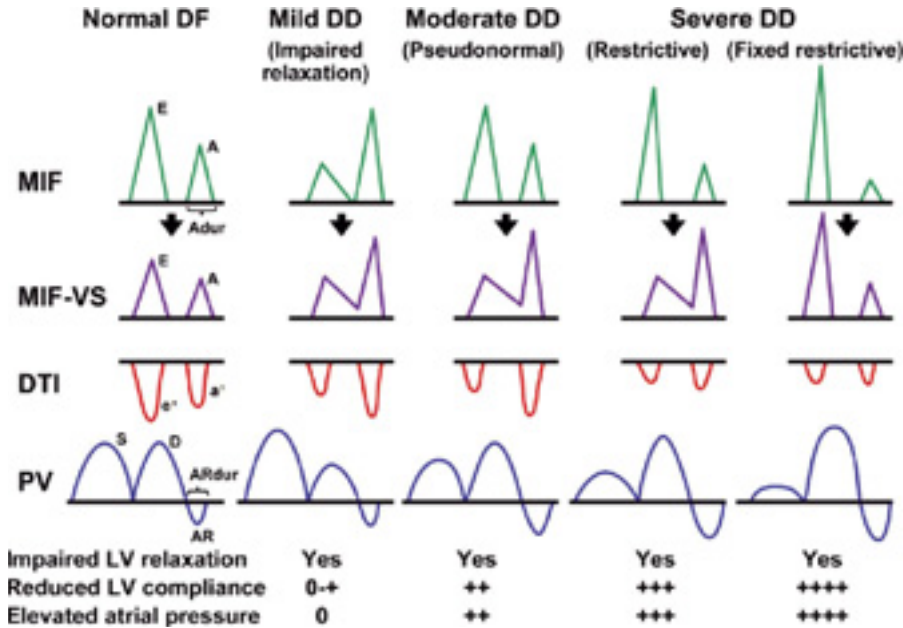 Normal DF Mild DD Moderate DD Severe DD
(Impaired relaxation) (Pseudonormal) (Restrictive) (Fixed restrictive)
E
A
MIF
Adur
E
A
MIF-VS
DTI
e' a'
S D
ARdur
PV
AR
Impaired LV relaxation Yes Yes Yes Yes
Reduced LV compliance 0-+ ++ +++ ++++
Elevated atrial pressure 0 ++ +++ ++++